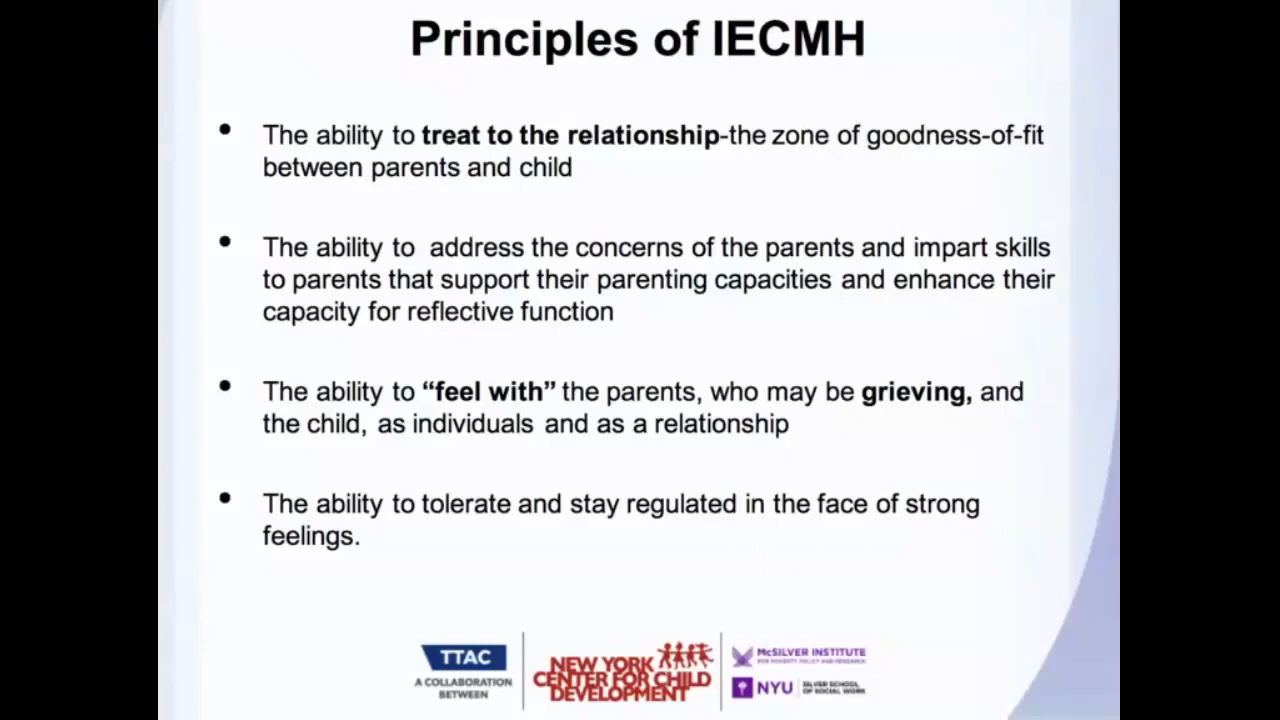 Principles of IECMH
• The ability to treat to the relationship-the zone of goodness-of-fit
between parents and child
• The ability to address the concerns of the parents and impart skills
to parents that support their parenting capacities and enhance their
capacity for reflective function
• The ability to “feel with” the parents, who may be grieving, and
the child, as individuals and as a relationship
• The ability to tolerate and stay regulated in the face of strong
feelings.
TTAC
A COLLABORATION
BETWEEN
NEW YORK
CENTER FOR CHILD
DEVELOPMENT
McSILVER INSTITUTE
FOR POVERTY POLICY AND RESEARCH
NYU
SILVER SCHOOL
OF SOCIAL WORK